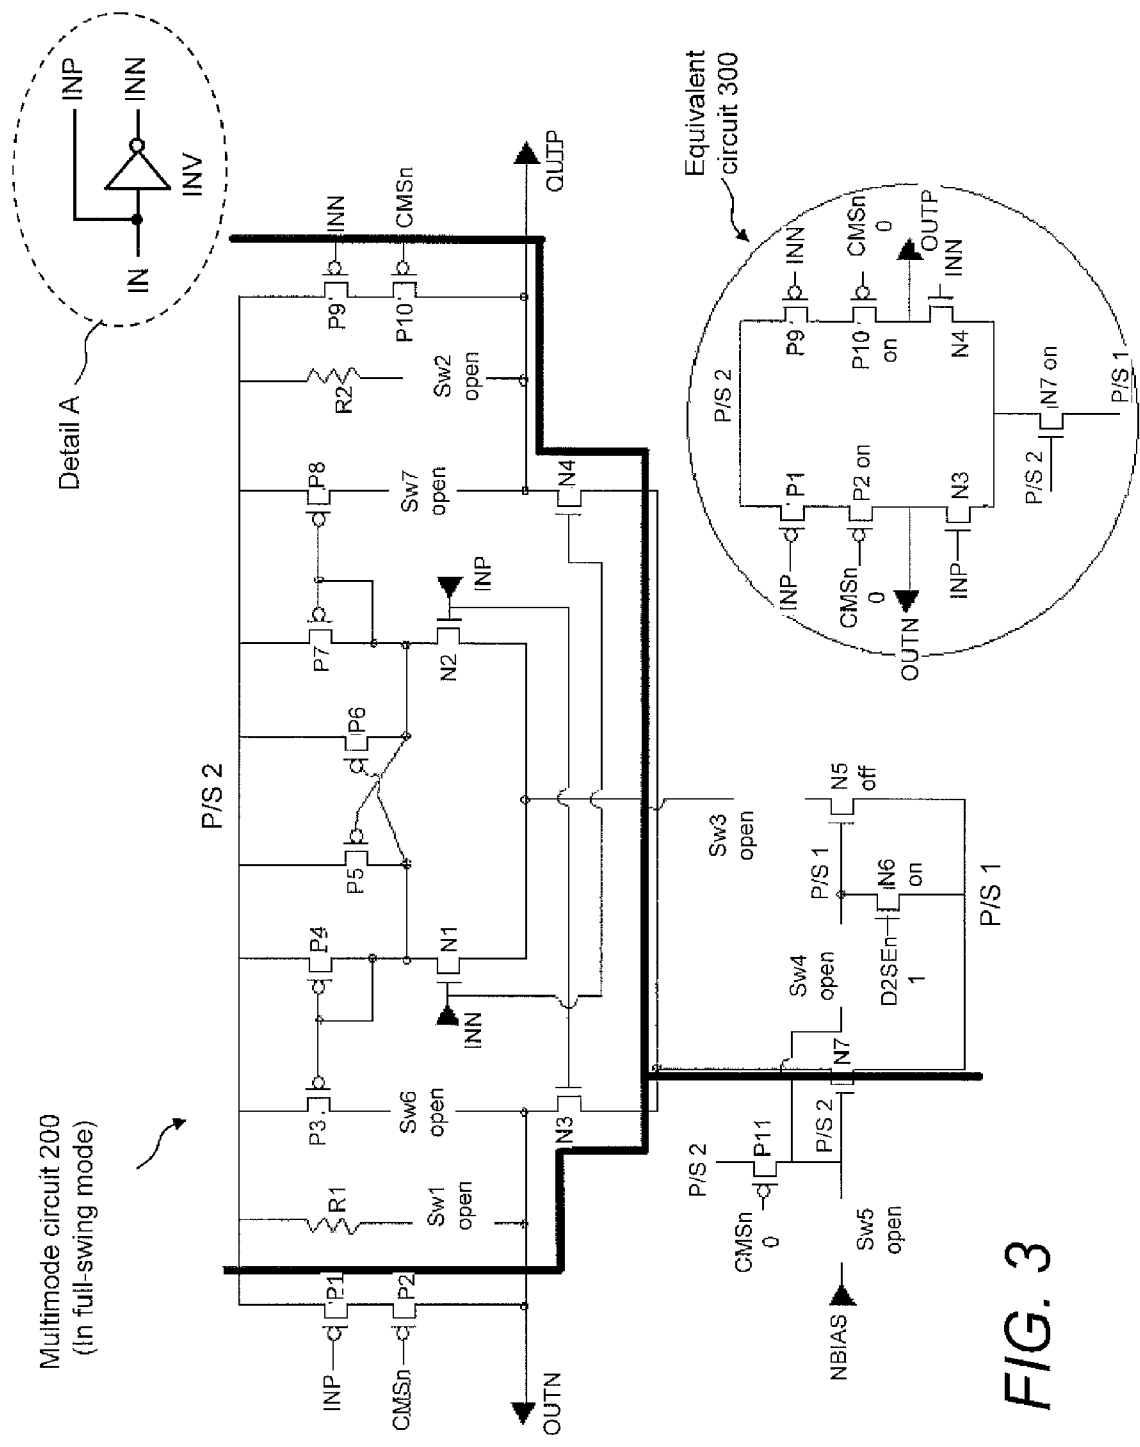 Multimode circuit 200
(In full-swing mode)
Detail A
IN
INP
INN
INV
P/S 2
INP
P1
CMSn
P2
OUTN
R1
Sw1
open
P3
Sw6
open
N3
P4
N1
INN
P5
P6
P7
N2
INP
P8
Sw7
open
N4
R2
Sw2
open
P9
INN
P10
CMSn
OUTP
P/S 2
P11
CMSn
0
P/S 2
N7
NBIAS
Sw5
open
Sw4
open
D2SEn
1
Sw3
open
P/S 1
N6
on
N5
off
P/S 1
Equivalent
circuit 300
P/S 2
INP
P1
CMSn
0
P2 on
OUTN
INP
N3
P9
INN
P10
on
CMSn
0
OUTP
N4
INN
P/S 2
N7 on
P/S 1
FIG. 3